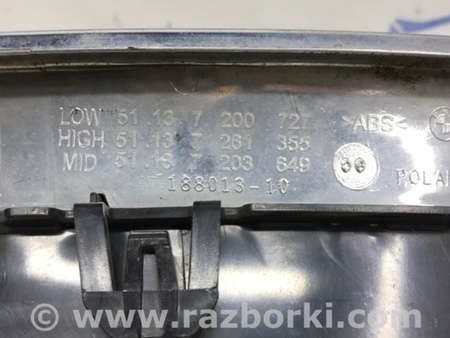 LOW 51.13 7 200 727 >ABS<
HIGH 51.13 7 261 355
MID 51.13 7 203 649
POLA
188013-10
© www.razborki.com